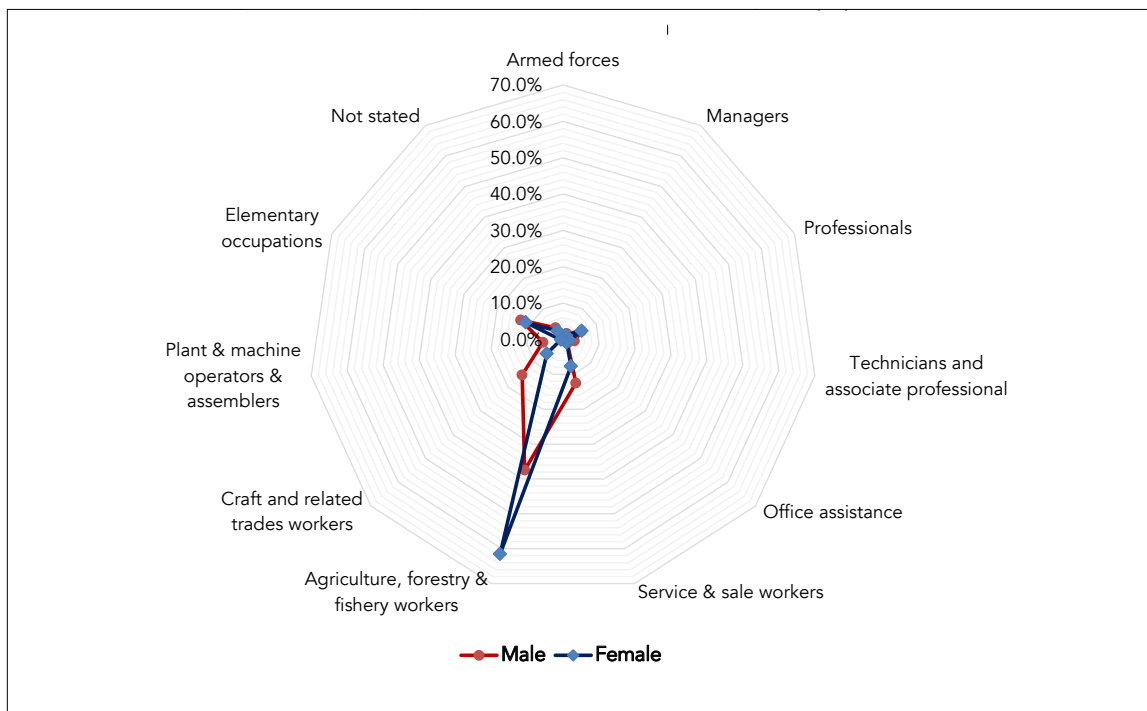 Armed forces
70.0%
60.0%
50.0%
40.0%
30.0%
20.0%
10.0%
0.0%
Managers
Professionals
Technicians and
associate professional
Office assistance
Service & sale workers
Agriculture, forestry &
fishery workers
Craft and related
trades workers
Plant & machine
operators &
assemblers
Elementary
occupations
Not stated
Male
Female